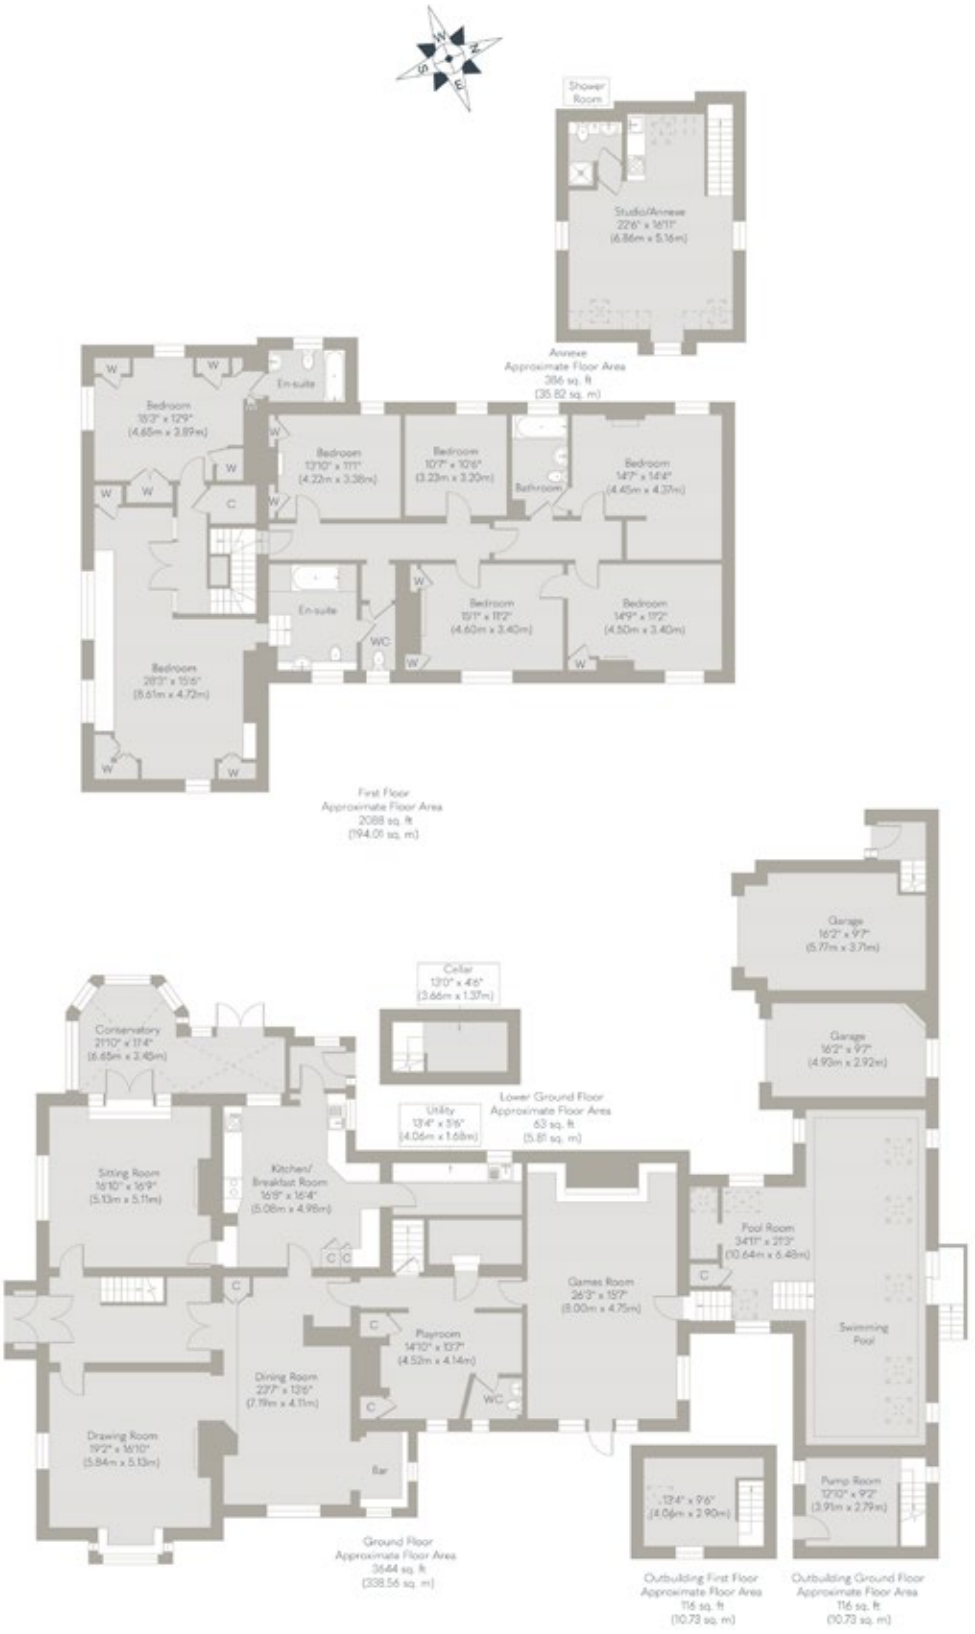 W
N
S
E
Shower
Room
Studio/Annexe
22'6" x 16'11"
(6.86m x 5.16m)
Annexe
Approximate Floor Area
386 sq. ft
(35.82 sq. m)
W
W
En-suite
W
Bedroom
15'3" x 12'9"
(4.65m x 3.89m)
W
W
W
C
W
Bedroom
13'10" x 11'1"
(4.22m x 3.38m)
W
Bedroom
10'7" x 10'6"
(3.23m x 3.20m)
Bathroom
Bedroom
14'7" x 14'4"
(4.45m x 4.37m)
En-suite
WC
W
Bedroom
15'1" x 11'2"
(4.60m x 3.40m)
W
Bedroom
14'9" x 11'2"
(4.50m x 3.40m)
W
Bedroom
28'3" x 15'6"
(8.61m x 4.72m)
W
W
First Floor
Approximate Floor Area
2088 sq. ft
(194.01 sq. m)
Garage
16'2" x 9'7"
(5.77m x 3.71m)
Garage
16'2" x 9'7"
(4.93m x 2.92m)
Cellar
13'0" x 4'6"
(3.66m x 1.37m)
Lower Ground Floor
Approximate Floor Area
63 sq. ft
(5.81 sq. m)
Conservatory
21'10" x 11'4"
(6.65m x 3.45m)
Utility
13'4" x 5'6"
(4.06m x 1.68m)
Sitting Room
16'10" x 16'9"
(5.13m x 5.11m)
Kitchen/
Breakfast Room
16'8" x 16'4"
(5.08m x 4.98m)
C
C
Pool Room
34'11" x 21'3"
(10.64m x 6.48m)
C
Games Room
26'3" x 15'7"
(8.00m x 4.75m)
Swimming
Pool
C
C
Playroom
14'10" x 13'7"
(4.52m x 4.14m)
WC
C
Dining Room
23'7" x 13'6"
(7.19m x 4.11m)
Drawing Room
19'2" x 16'10"
(5.84m x 5.13m)
Bar
Ground Floor
Approximate Floor Area
3644 sq. ft
(338.56 sq. m)
13'4" x 9'6"
(4.06m x 2.90m)
Outbuilding First Floor
Approximate Floor Area
116 sq. ft
(10.73 sq. m)
Pump Room
12'10" x 9'2"
(3.91m x 2.79m)
Outbuilding Ground Floor
Approximate Floor Area
116 sq. ft
(10.73 sq. m)